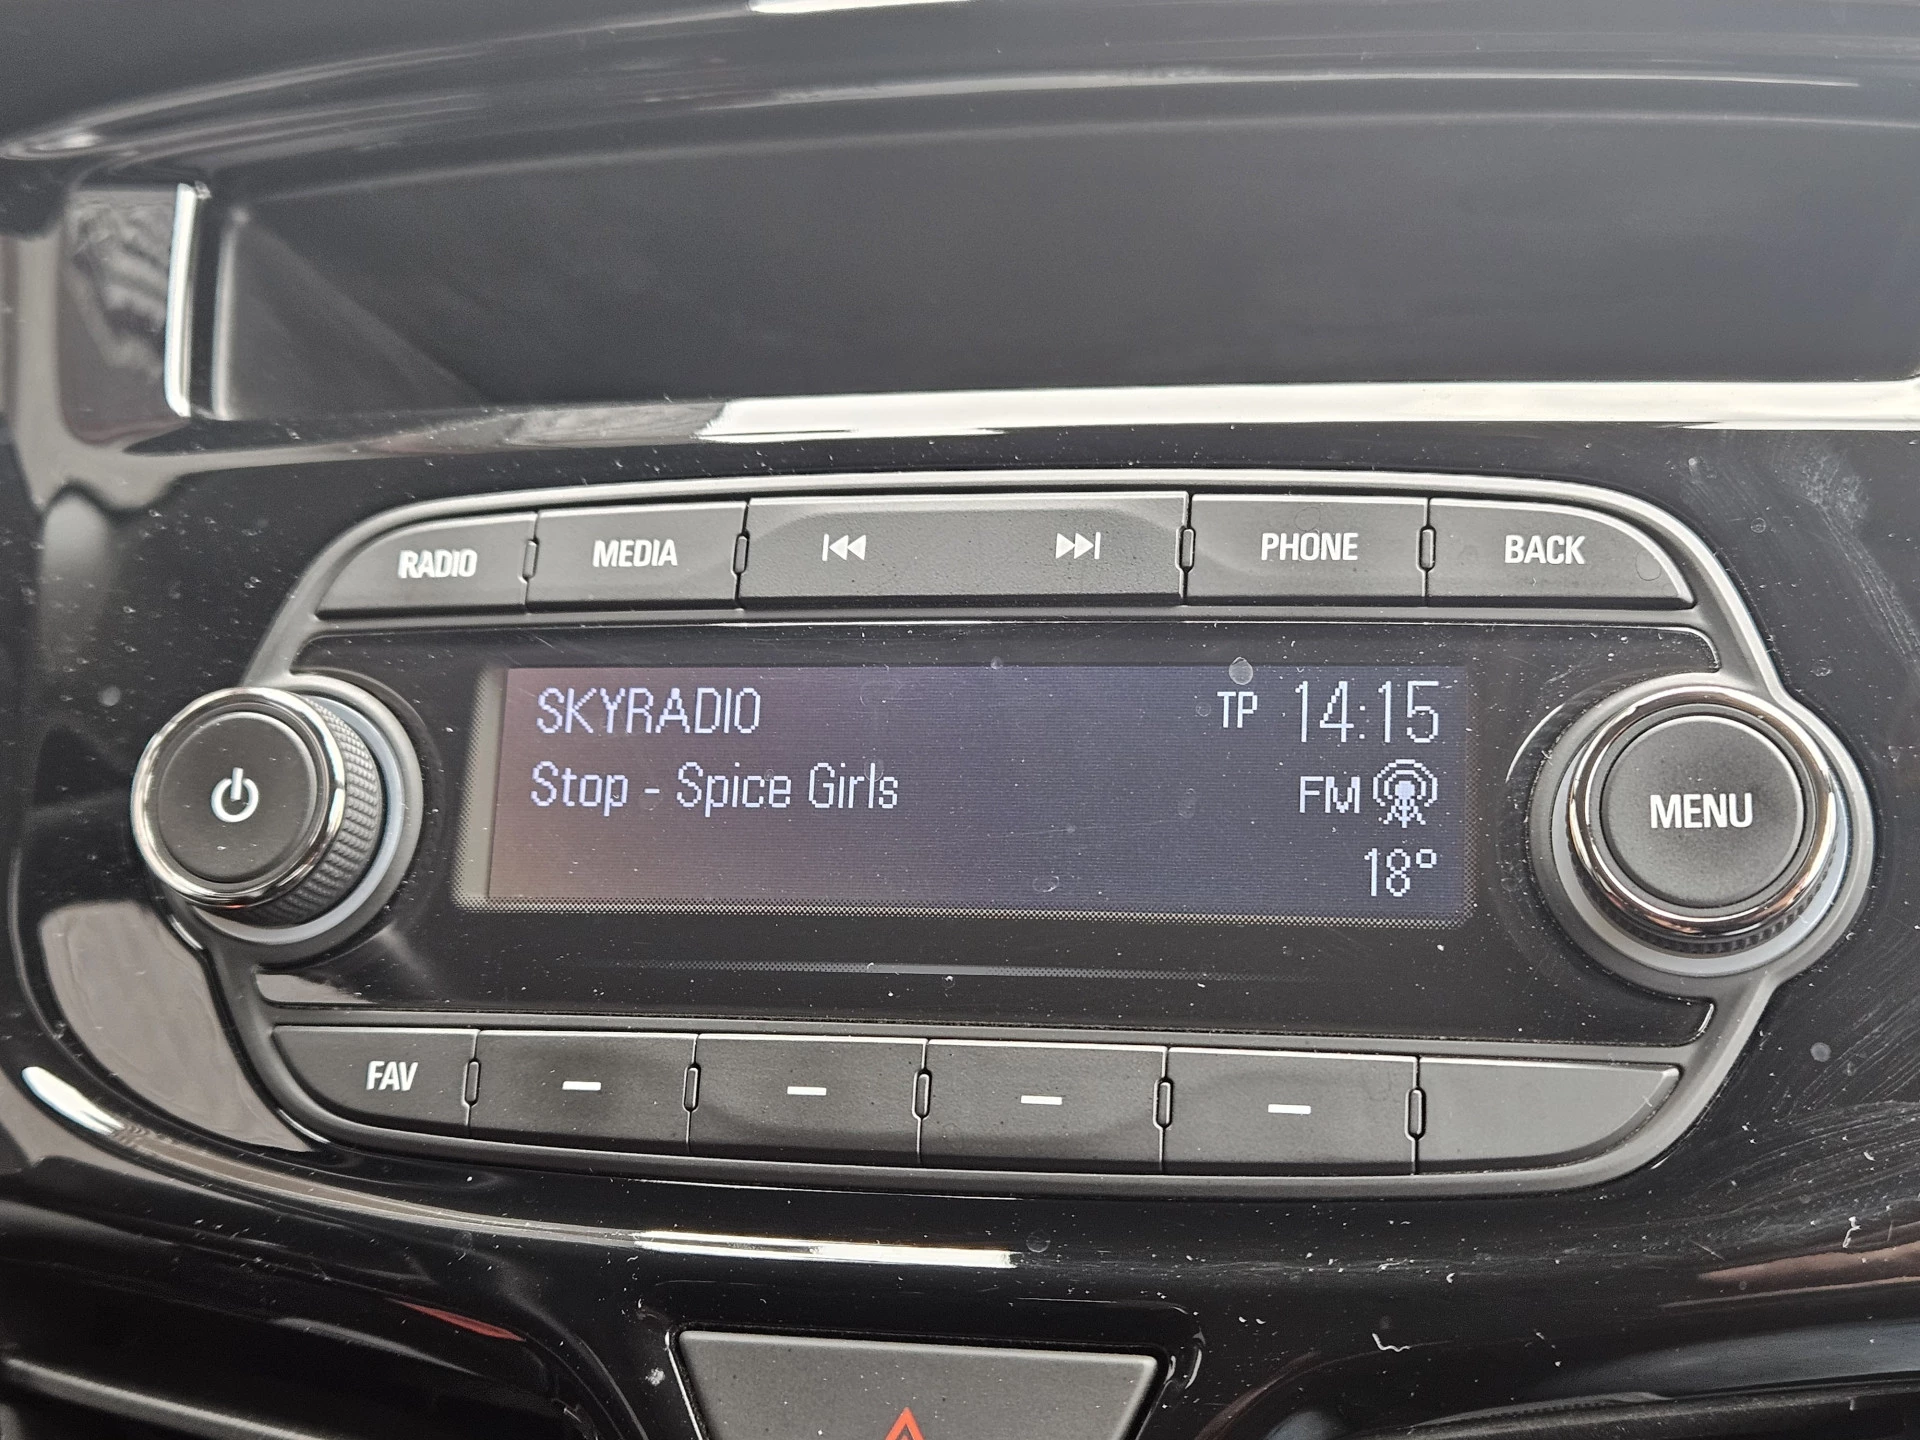 RADIO MEDIA PHONE BACK
SKYRADIO TP 14:15
Stop - Spice Girls FM
18°
MENU
FAV